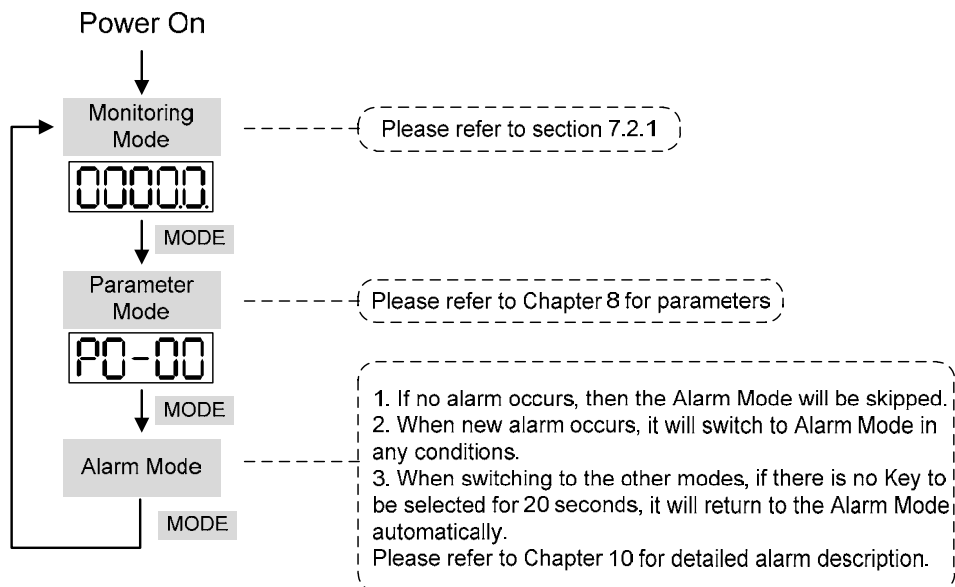 Power On
Monitoring
Mode
Please refer to section 7.2.1
0000.0.
MODE
Parameter
Mode
Please refer to Chapter 8 for parameters
P0-00
MODE
1. If no alarm occurs, then the Alarm Mode will be skipped.
2. When new alarm occurs, it will switch to Alarm Mode in
any conditions.
3. When switching to the other modes, if there is no Key to
be selected for 20 seconds, it will return to the Alarm Mode
automatically.
Please refer to Chapter 10 for detailed alarm description.
Alarm Mode
MODE